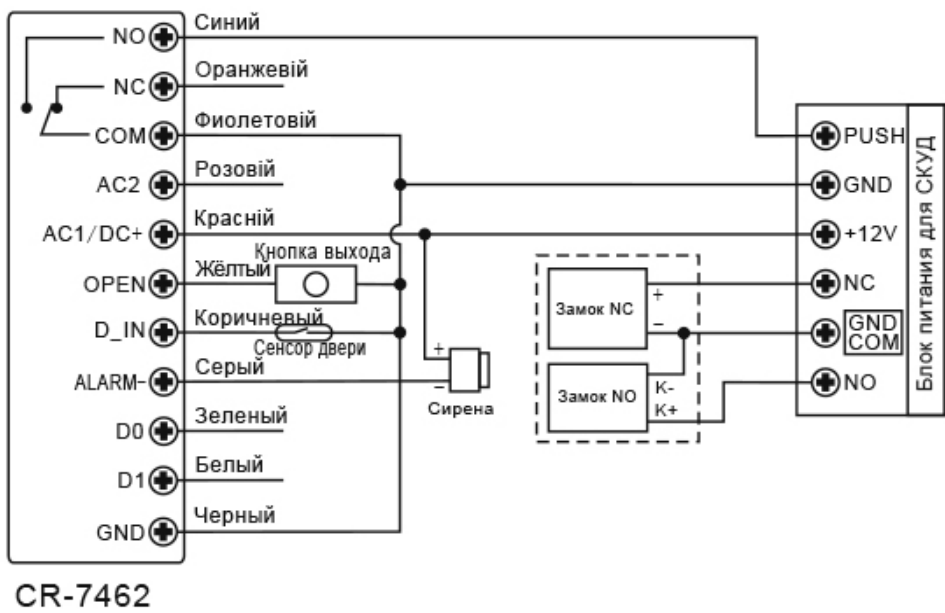 NO Синий
NC Оранжевій
COM Фиолетовій
AC2 Розовій
AC1/DC+ Красній
OPEN Жёлтый
Кнопка выхода
D_IN Коричневый
Сенсор двери
ALARM- Серый
+
–
Сирена
D0 Зеленый
D1 Белый
GND Черный
CR-7462
Замок NC
+
–
Замок NO
K-
K+
PUSH
GND
+12V
NC
GND
COM
NO
Блок питания для СКУД